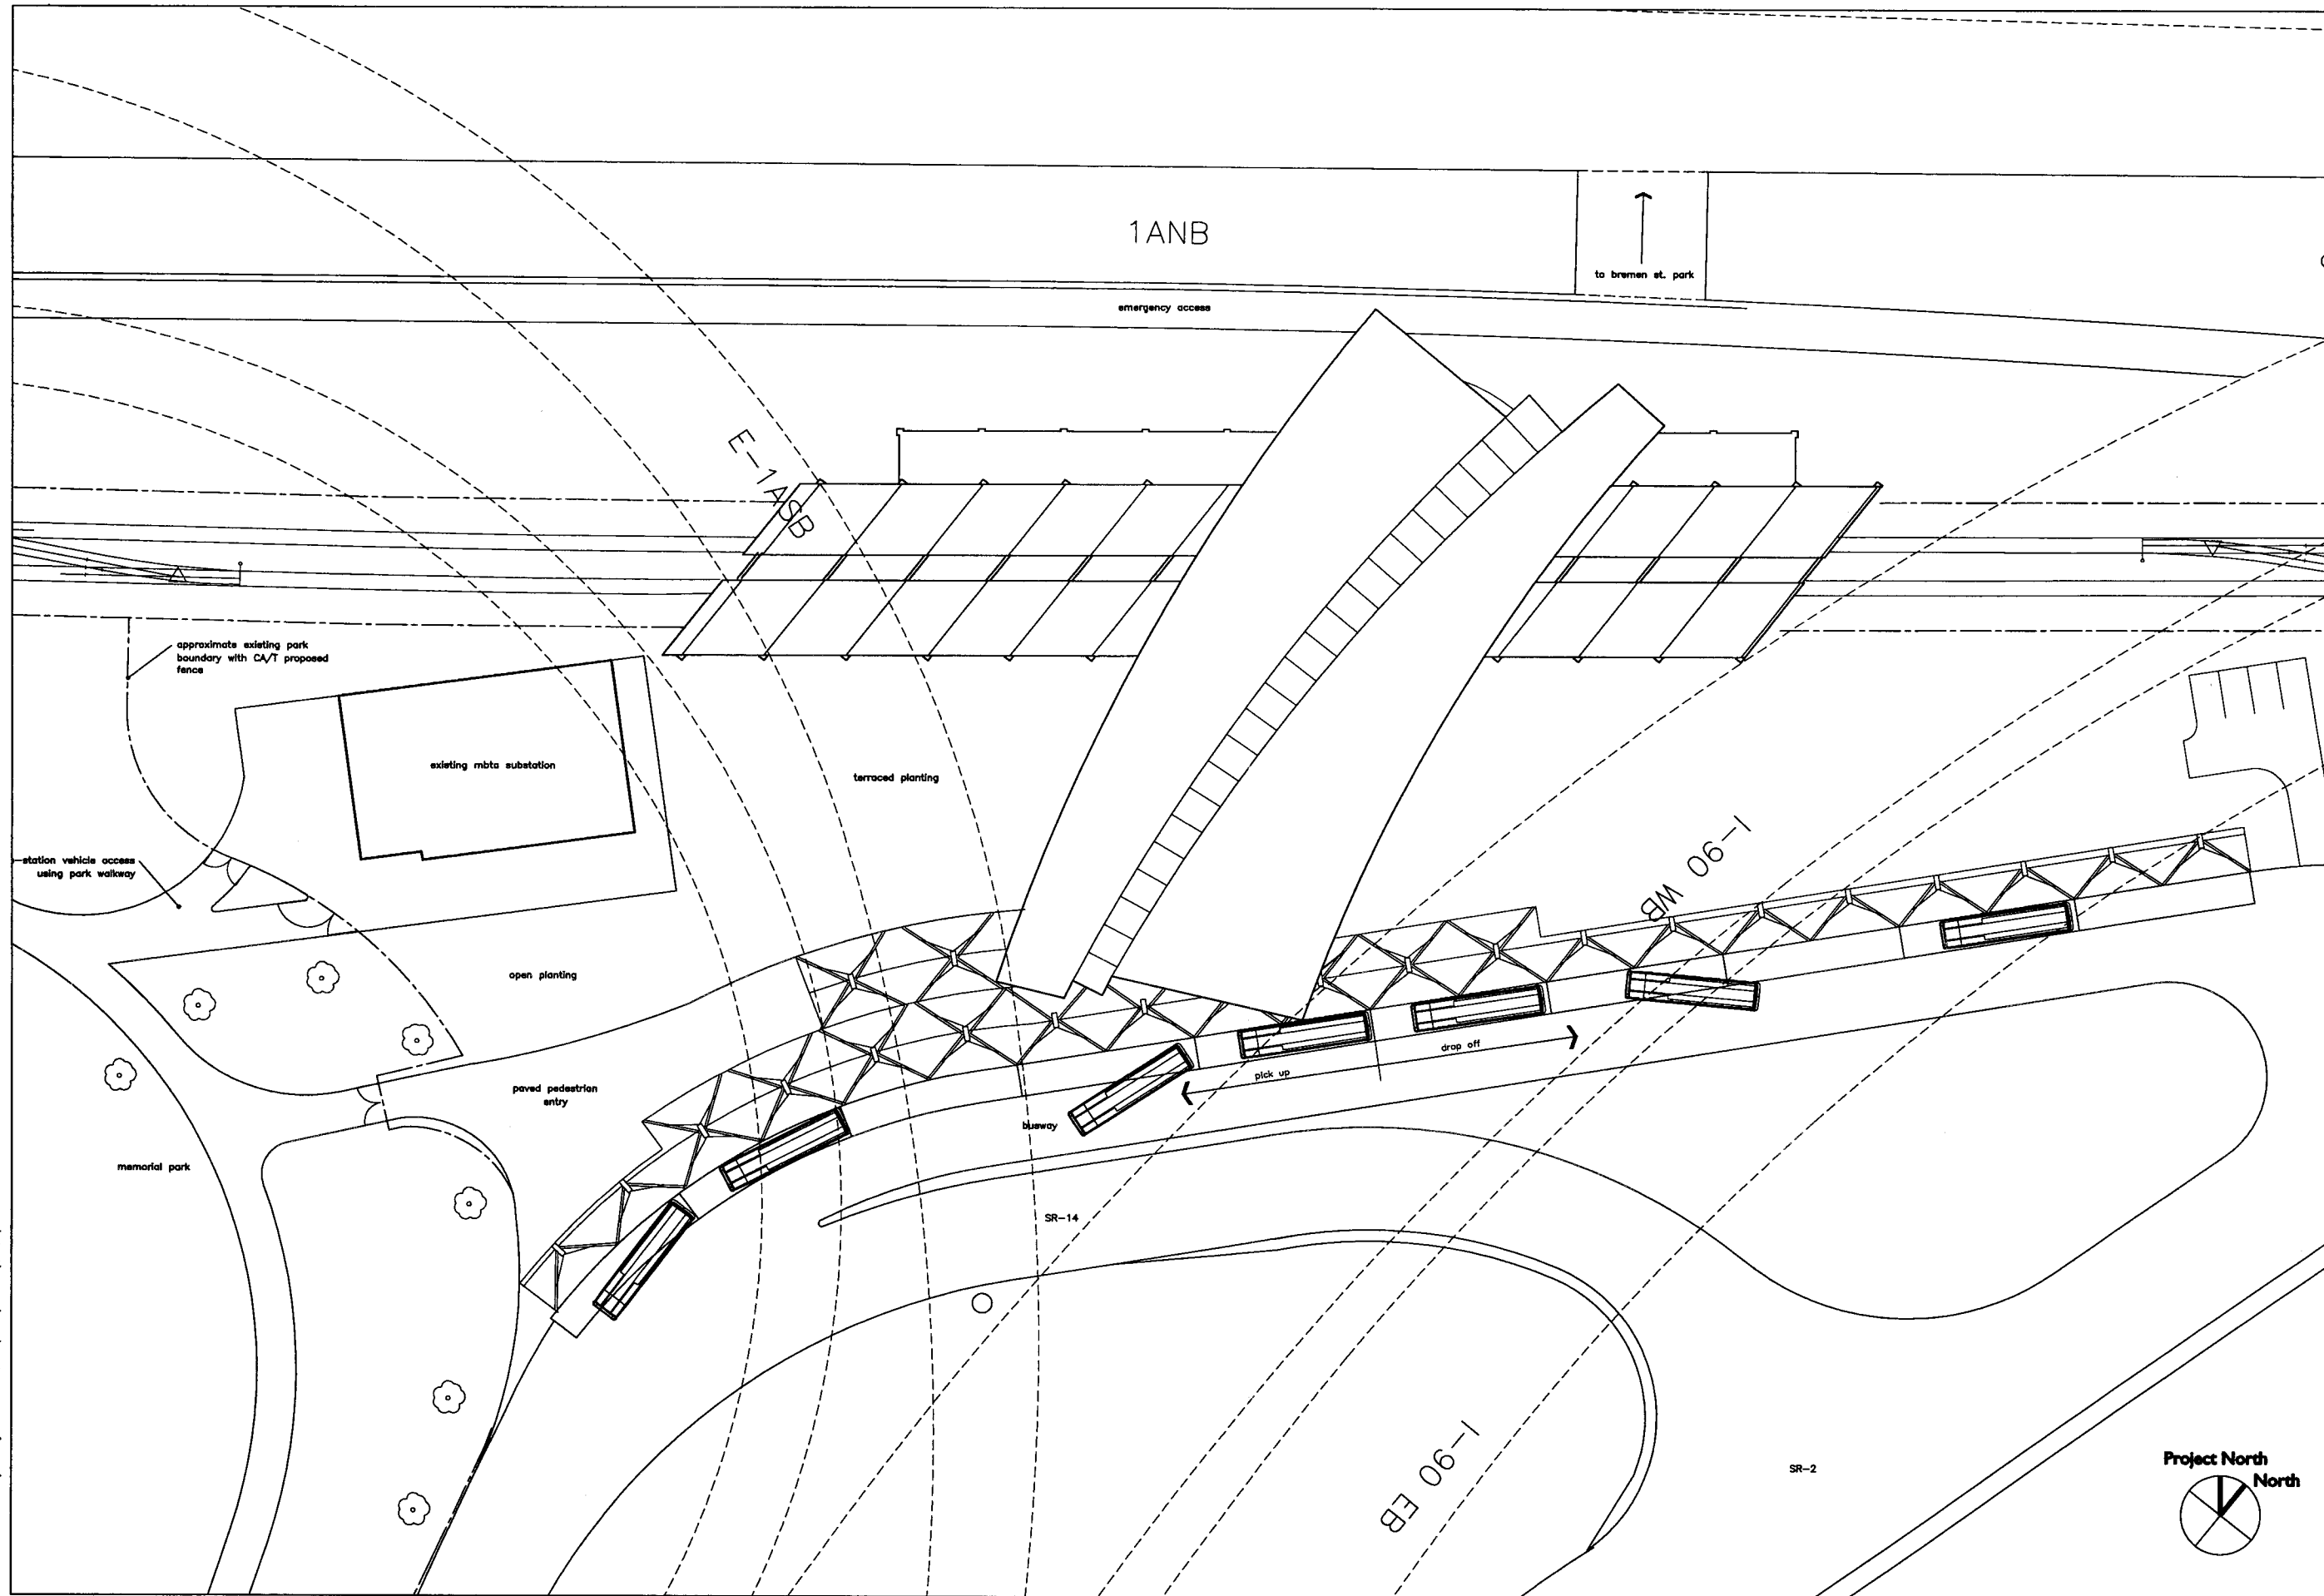 1ANB
to bremen st. park
emergency access
E-1ASB
approximate existing park
boundary with CA/T proposed
fence
existing mbta substation
terraced planting
I-90 WB
-station vehicle access
using park walkway
open planting
drop off
pick up
paved pedestrian
entry
busway
memorial park
SR-14
I-90 EB
SR-2
Project North
North